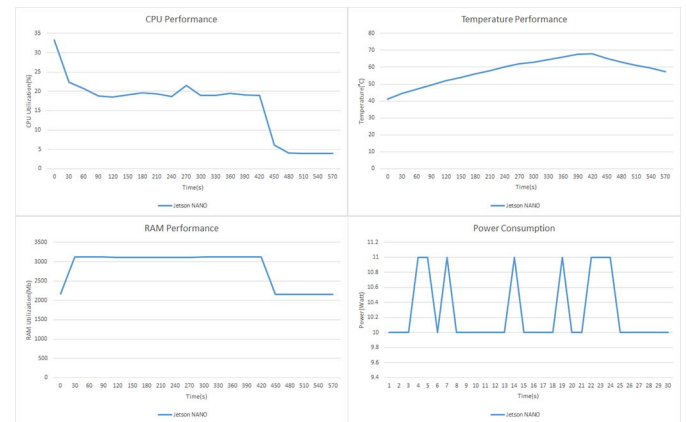 CPU Performance
35
30
25
20
15
10
5
0
CPU Utilization(%)
0 30 60 90 120 150 180 210 240 270 300 330 360 390 420 450 480 510 540 570
Time(s)
Jetson NANO
Temperature Performance
80
70
60
50
40
30
20
10
0
Temperature(°C)
0 30 60 90 120 150 180 210 240 270 300 330 360 390 420 450 480 510 540 570
Time(s)
Jetson NANO
RAM Performance
3500
3000
2500
2000
1500
1000
500
0
RAM Utilization(Mb)
0 30 60 90 120 150 180 210 240 270 300 330 360 390 420 450 480 510 540 570
Time(s)
Jetson NANO
Power Consumption
11.2
11
10.8
10.6
10.4
10.2
10
9.8
9.6
9.4
Power(Watt)
1 2 3 4 5 6 7 8 9 10 11 12 13 14 15 16 17 18 19 20 21 22 23 24 25 26 27 28 29 30
Time(s)
Jetson NANO